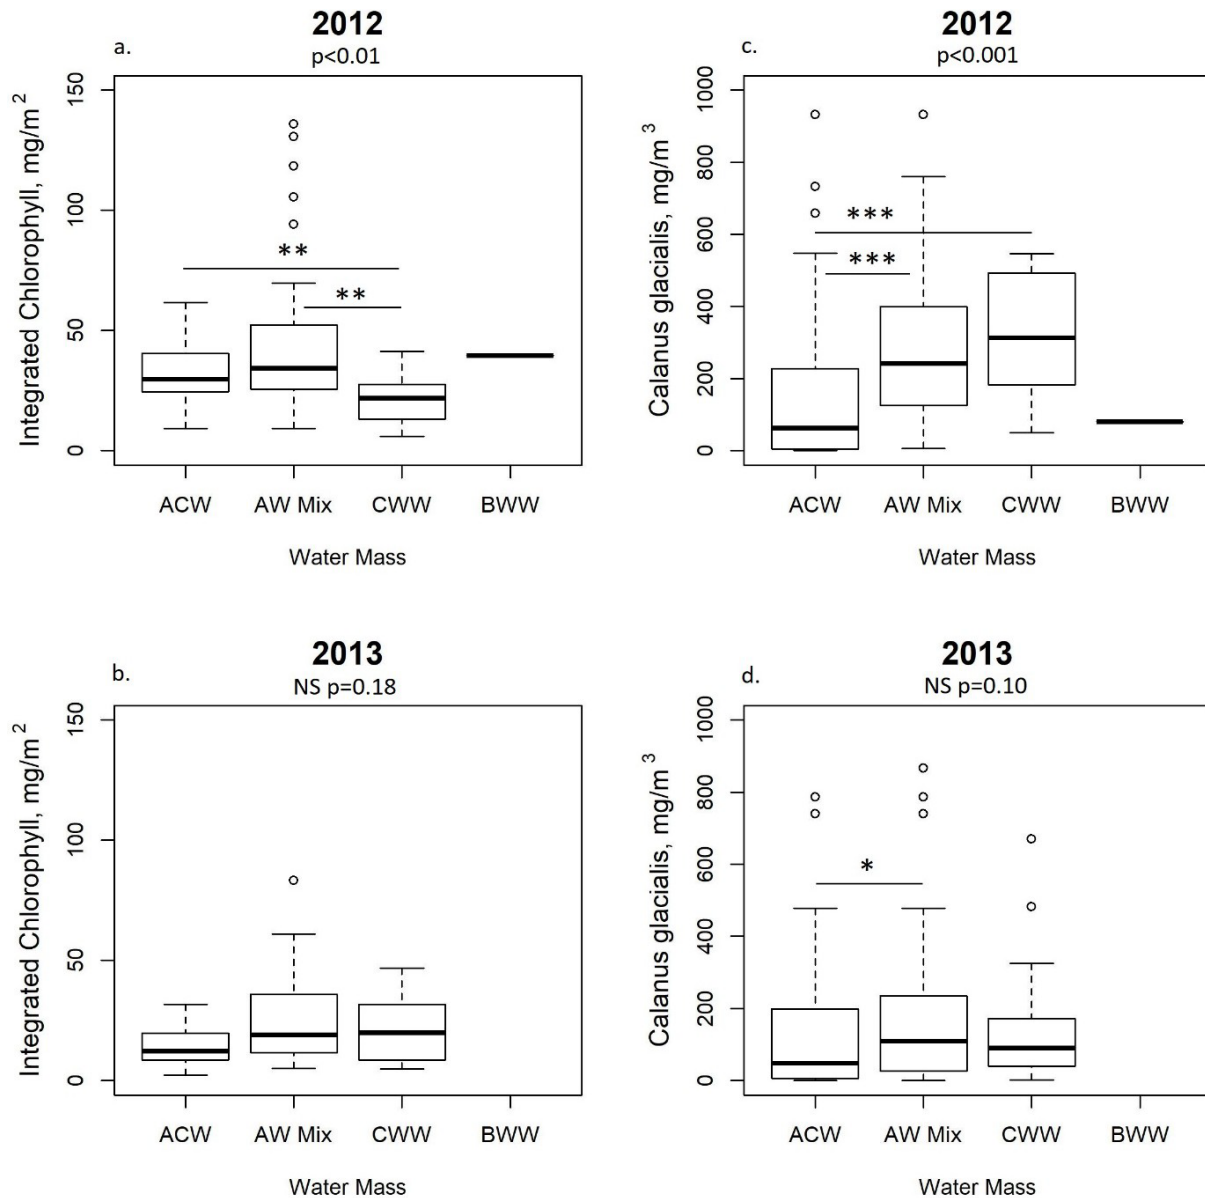 2012
a.
p<0.01
150
100
50
0
Integrated Chlorophyll, mg/m²
**
**
ACW AW Mix CWW BWW
Water Mass
2012
c.
p<0.001
1000
800
600
400
200
0
Calanus glacialis, mg/m³
***
***
ACW AW Mix CWW BWW
Water Mass
2013
b.
NS p=0.18
150
100
50
0
Integrated Chlorophyll, mg/m²
ACW AW Mix CWW BWW
Water Mass
2013
d.
NS p=0.10
1000
800
600
400
200
0
Calanus glacialis, mg/m³
*
ACW AW Mix CWW BWW
Water Mass